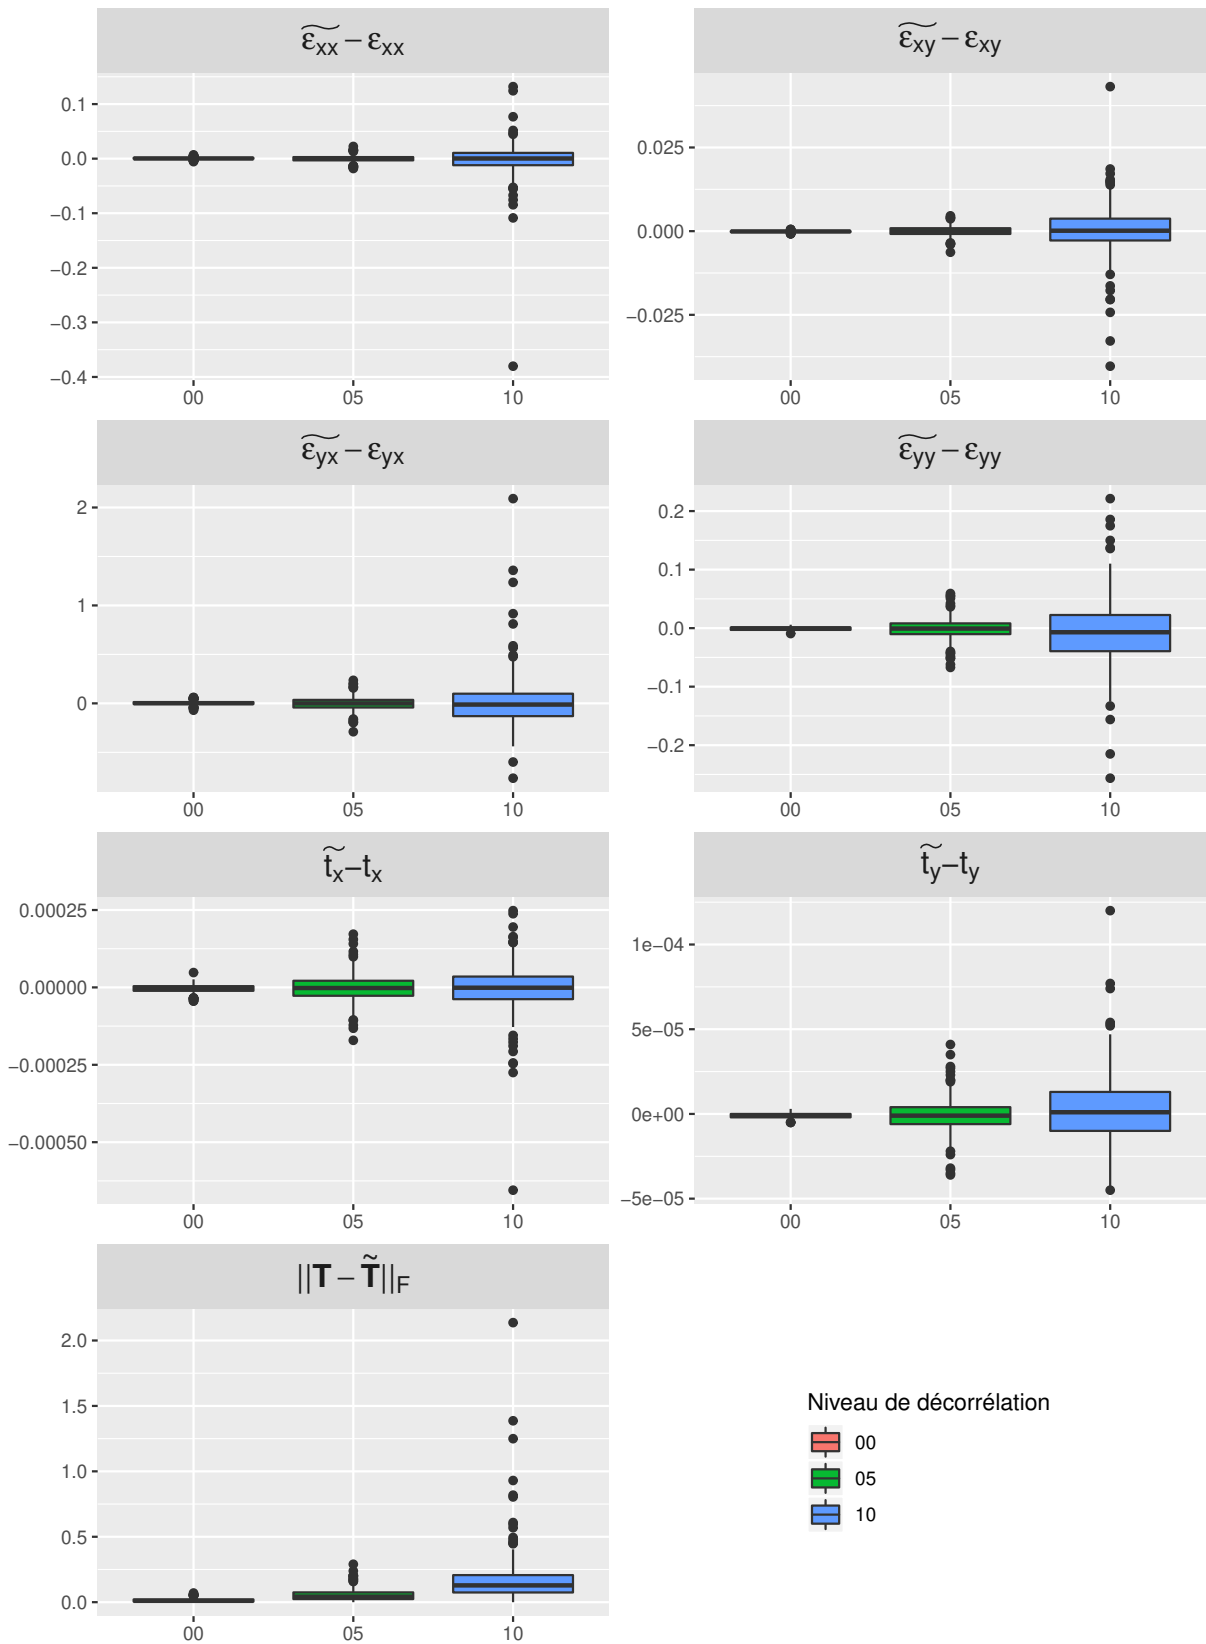 ε͠xx − εxx
ε͠xy − εxy
0.1
0.0
−0.1
−0.2
−0.3
−0.4
00 05 10
0.025
0.000
−0.025
00 05 10
ε͠yx − εyx
ε͠yy − εyy
2
1
0
00 05 10
0.2
0.1
0.0
−0.1
−0.2
00 05 10
t͠x−tx
t͠y−ty
0.00025
0.00000
−0.00025
−0.00050
00 05 10
1e−04
5e−05
0e+00
−5e−05
00 05 10
||T − T̃||F
2.0
1.5
1.0
0.5
0.0
00 05 10
Niveau de décorrélation
00
05
10